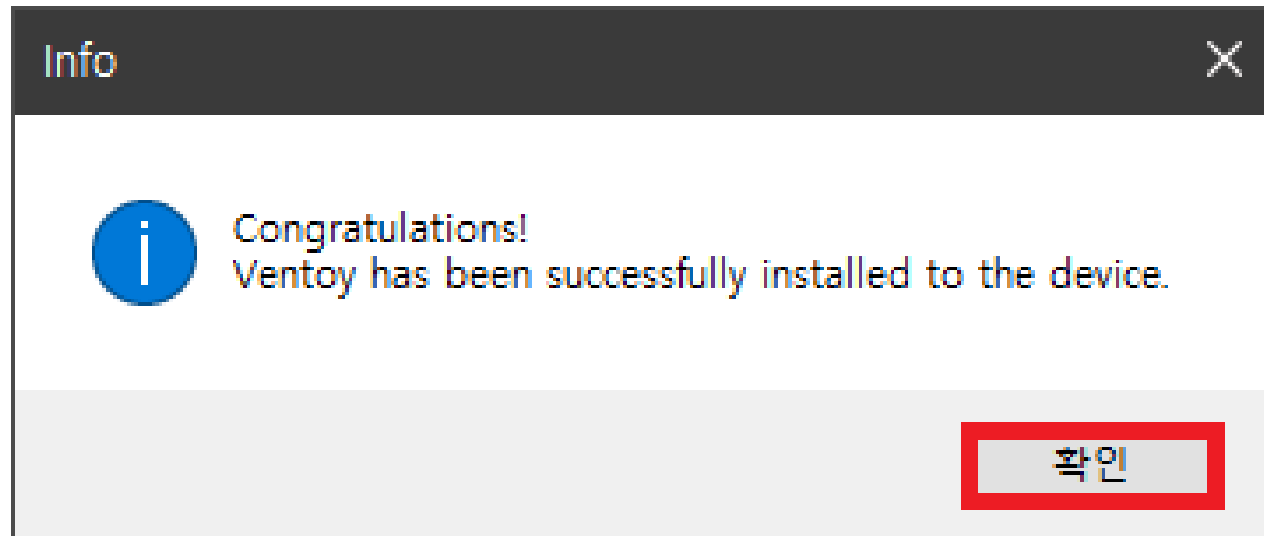 Info
Congratulations!
Ventoy has been successfully installed to the device.
확인